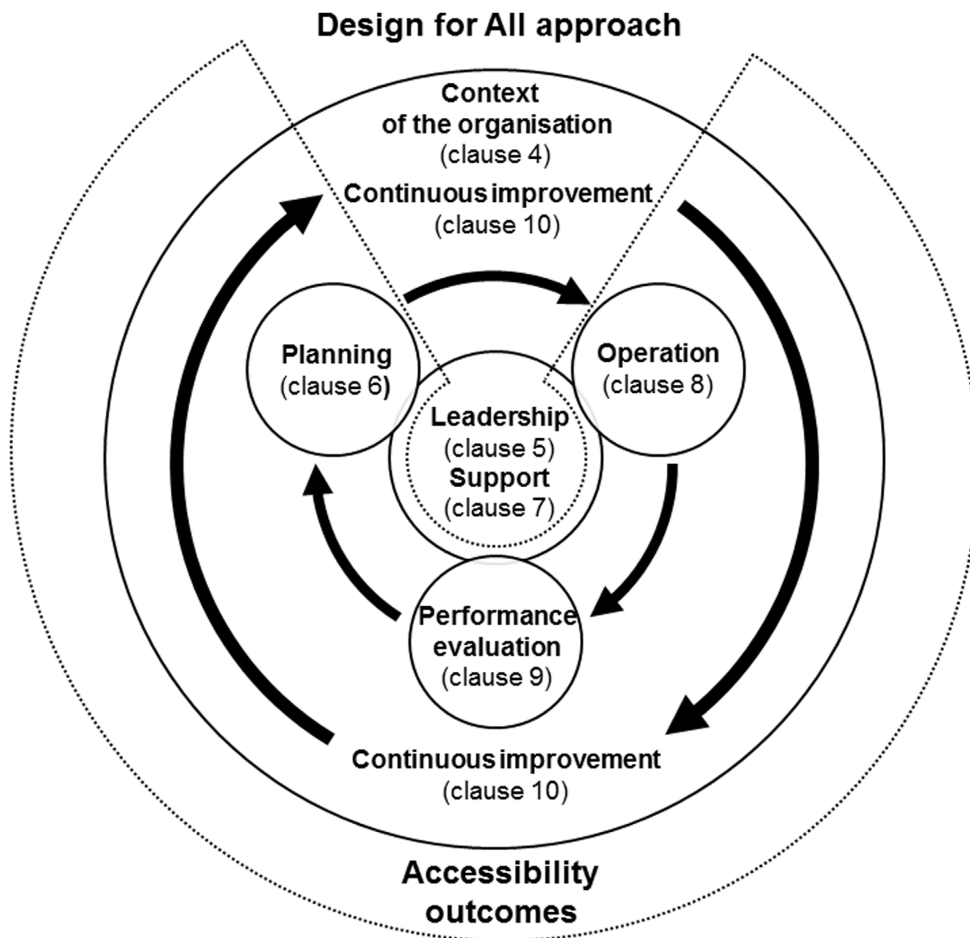 Design for All approach
Context
of the organisation
(clause 4)
Continuous improvement
(clause 10)
Planning
(clause 6)
Operation
(clause 8)
Leadership
(clause 5)
Support
(clause 7)
Performance
evaluation
(clause 9)
Continuous improvement
(clause 10)
Accessibility
outcomes